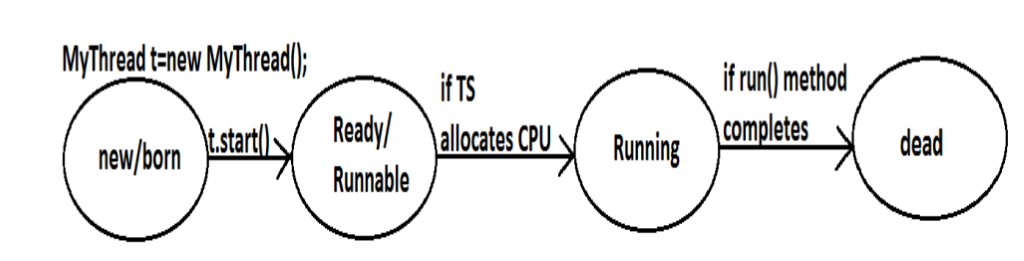 MyThread t=new MyThread();
new/born
t.start()
Ready/
Runnable
if TS
allocates CPU
Running
if run() method
completes
dead